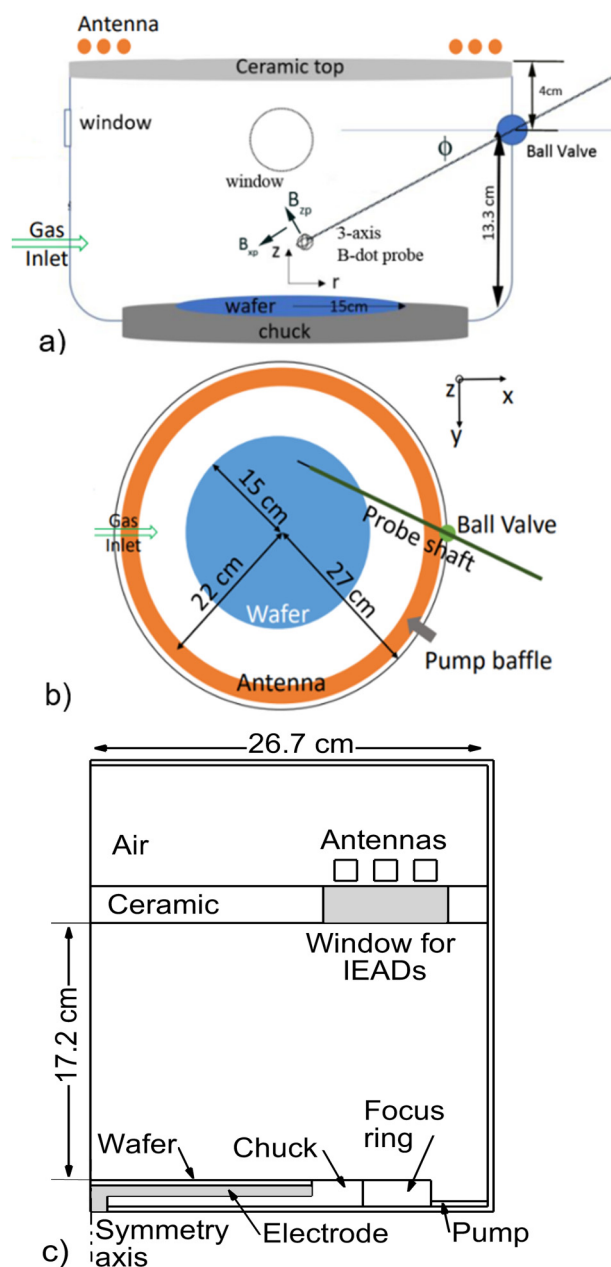 Antenna
Ceramic top
4cm
window
ϕ
Ball Valve
window
B_zp
Gas
Inlet
B_xp
3-axis
B-dot probe
z
r
13.3 cm
wafer
15cm
chuck
a)
z
x
y
15 cm
Gas
Inlet
Ball Valve
Probe shaft
22 cm
27 cm
Wafer
Pump baffle
Antenna
b)
26.7 cm
Air
Antennas
Ceramic
Window for
IEADs
17.2 cm
Focus
ring
Wafer
Chuck
Symmetry
axis
Electrode
Pump
c)